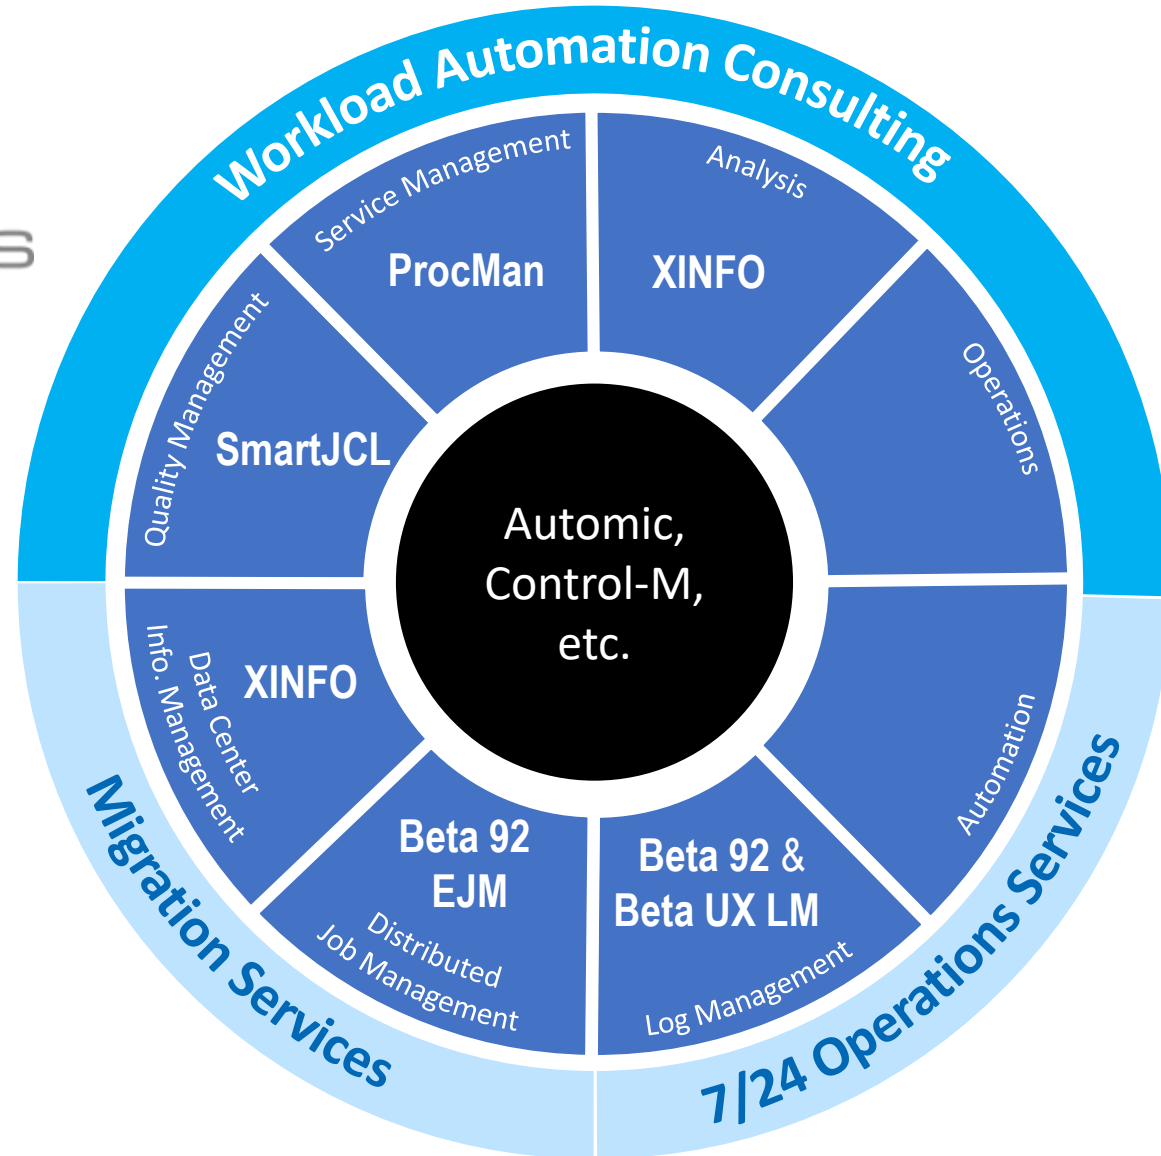 Workload Automation Consulting
Service Management
ProcMan
Analysis
XINFO
Operations
Quality Management
SmartJCL
Automic,
Control-M,
etc.
Data Center
Info. Management
XINFO
Automation
Beta 92
EJM
Distributed
Job Management
Beta 92 &
Beta UX LM
Log Management
Migration Services
7/24 Operations Services